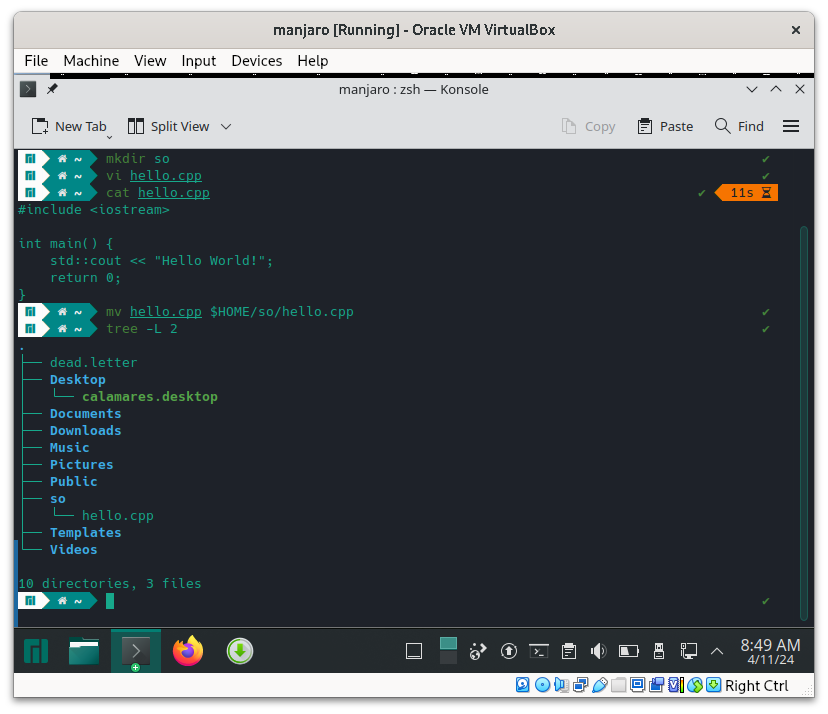 manjaro [Running] - Oracle VM VirtualBox
File Machine View Input Devices Help
manjaro : zsh — Konsole
New Tab Split View Copy Paste Find
~ mkdir so ✔
~ vi hello.cpp ✔
~ cat hello.cpp ✔ 11s
#include <iostream>
int main() {
    std::cout << "Hello World!";
    return 0;
}
~ mv hello.cpp $HOME/so/hello.cpp ✔
~ tree -L 2 ✔
.
├── dead.letter
├── Desktop
│   └── calamares.desktop
├── Documents
├── Downloads
├── Music
├── Pictures
├── Public
├── so
│   └── hello.cpp
├── Templates
└── Videos
10 directories, 3 files
~ ✔
8:49 AM
4/11/24
Right Ctrl